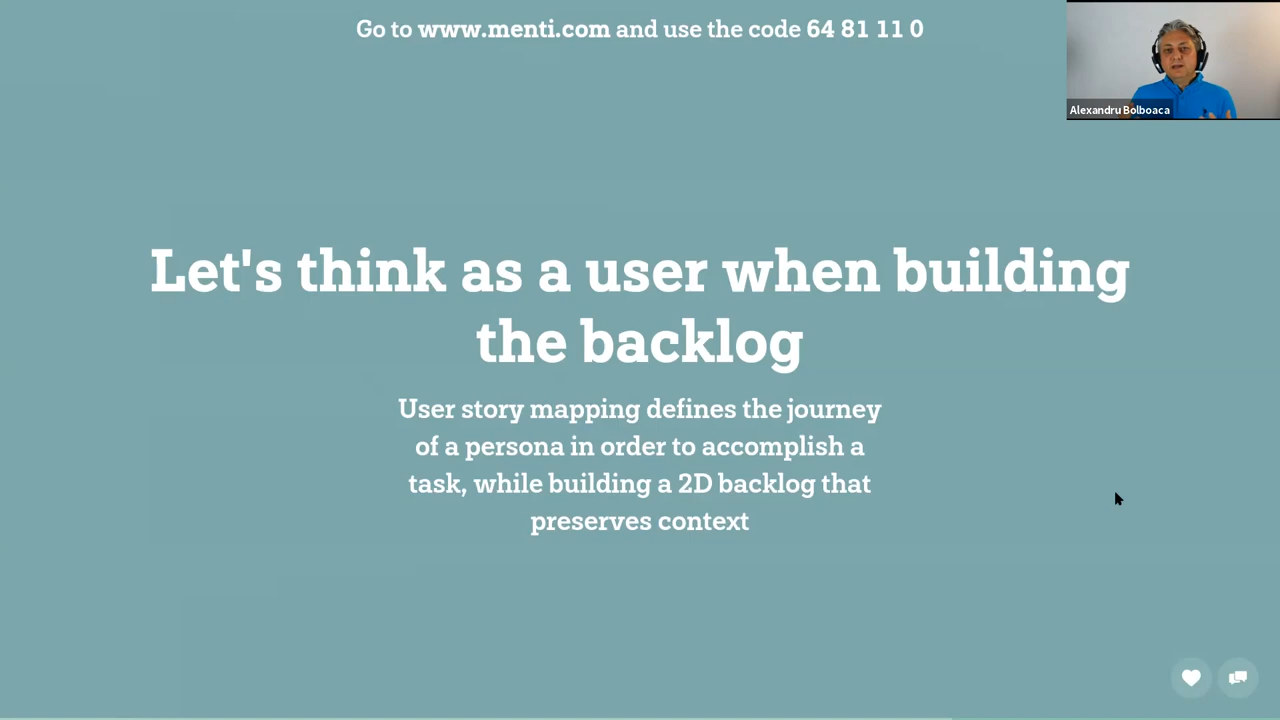 Go to www.menti.com and use the code 64 81 11 0
Alexandru Bolboaca
Let's think as a user when building
the backlog
User story mapping defines the journey
of a persona in order to accomplish a
task, while building a 2D backlog that
preserves context